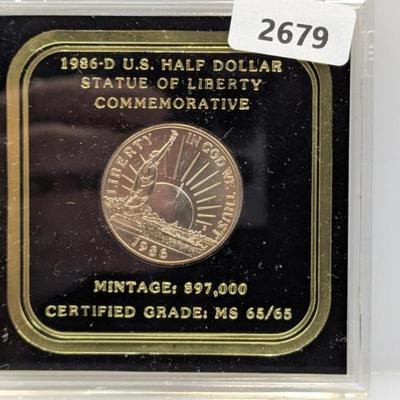 2679
1986-D U.S. HALF DOLLAR
STATUE OF LIBERTY
COMMEMORATIVE
LIBERTY IN GOD WE TRUST
1986
MINTAGE: 897,000
CERTIFIED GRADE: MS 65/65